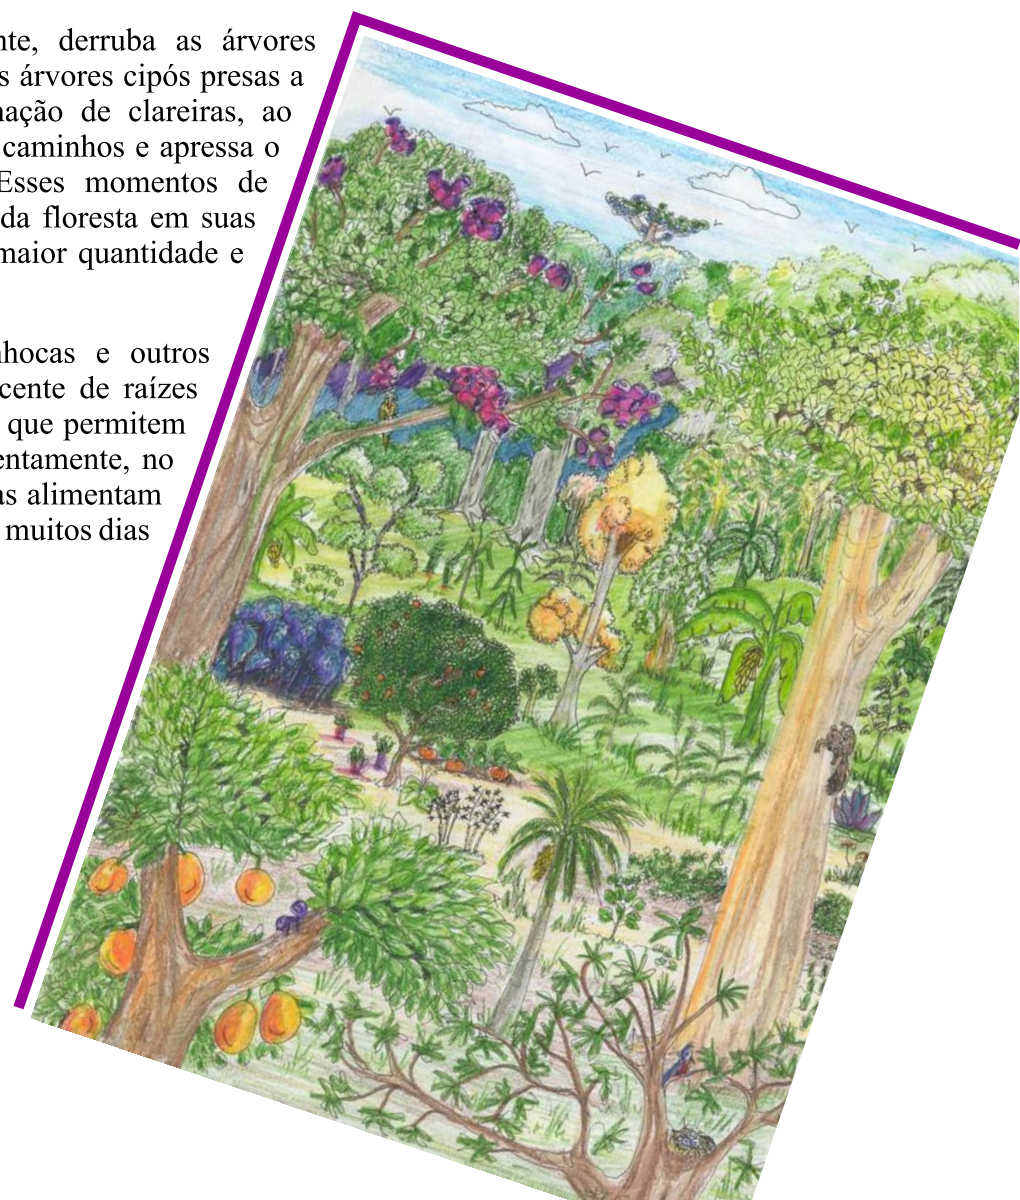 nte, derruba as árvores
s árvores cipós presas a
nação de clareiras, ao
caminhos e apressa o
Esses momentos de
da floresta em suas
maior quantidade e
nhocas e outros
cente de raízes
que permitem
entamente, no
as alimentam
muitos dias